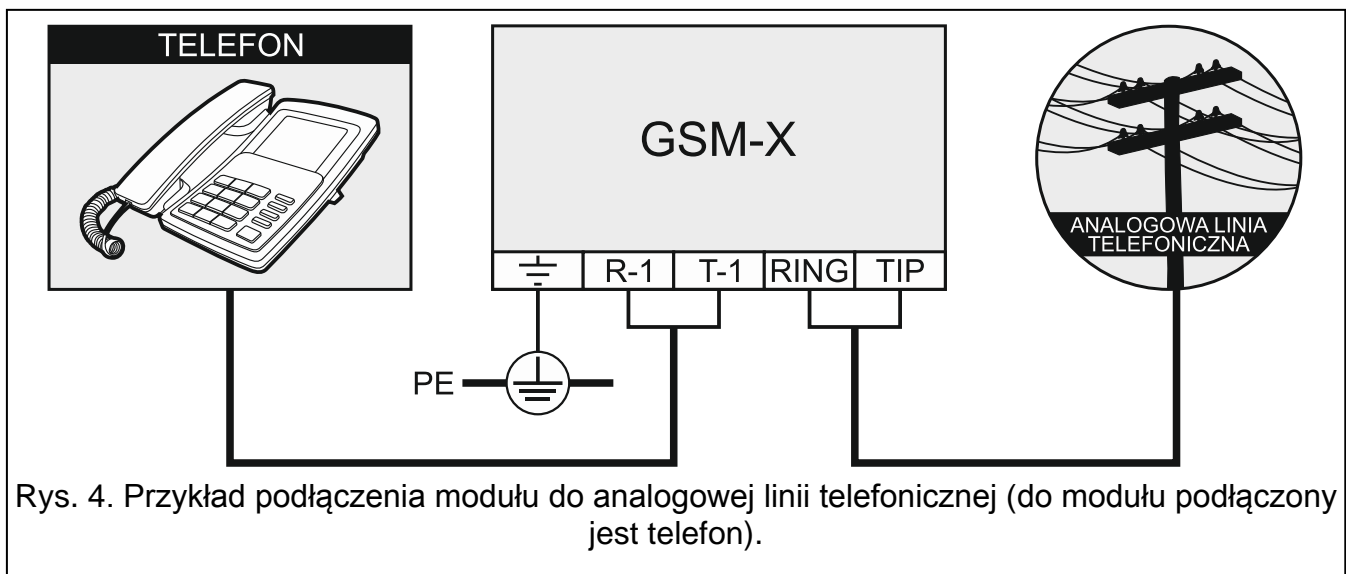 TELEFON
GSM-X
ANALOGOWA LINIA
TELEFONICZNA
R-1 T-1 RING TIP
PE
Rys. 4. Przykład podłączenia modułu do analogowej linii telefonicznej (do modułu podłączony
jest telefon).